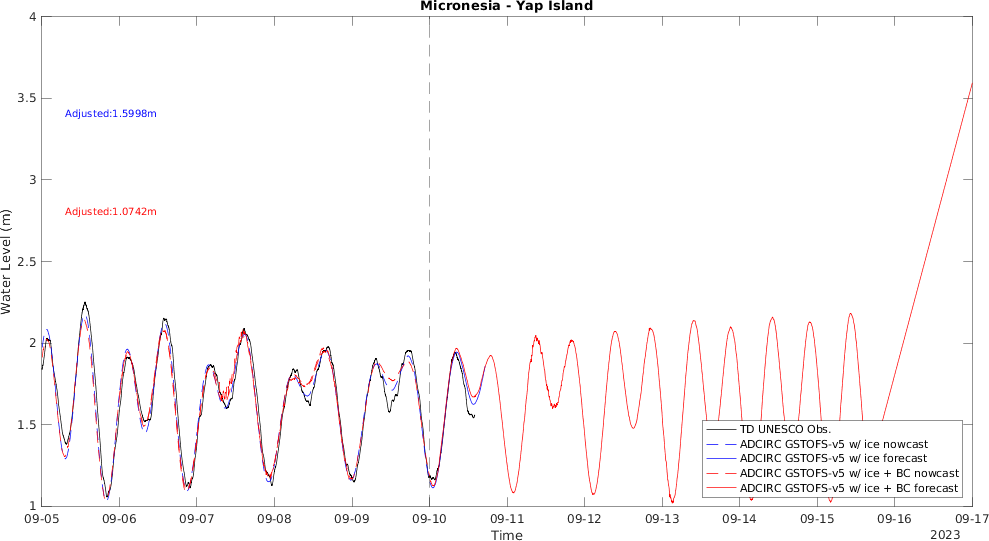 Micronesia - Yap Island
4
3.5
3
2.5
2
1.5
1
Water Level (m)
Adjusted:1.5998m
Adjusted:1.0742m
TD UNESCO Obs.
ADCIRC GSTOFS-v5 w/ ice nowcast
ADCIRC GSTOFS-v5 w/ ice forecast
ADCIRC GSTOFS-v5 w/ ice + BC nowcast
ADCIRC GSTOFS-v5 w/ ice + BC forecast
09-05 09-06 09-07 09-08 09-09 09-10 09-11 09-12 09-13 09-14 09-15 09-16 09-17
Time
2023